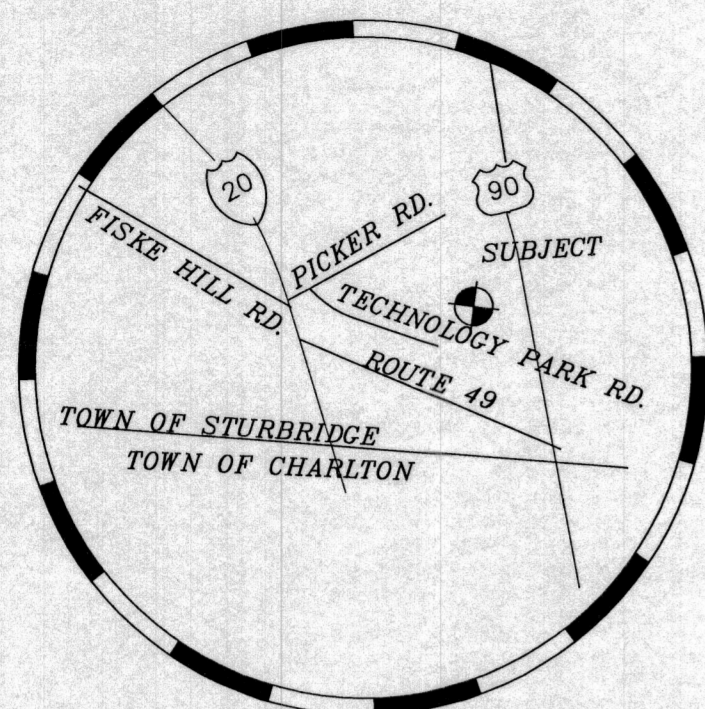 20
90
PICKER RD.
FISKE HILL RD.
SUBJECT
TECHNOLOGY PARK RD.
ROUTE 49
TOWN OF STURBRIDGE
TOWN OF CHARLTON